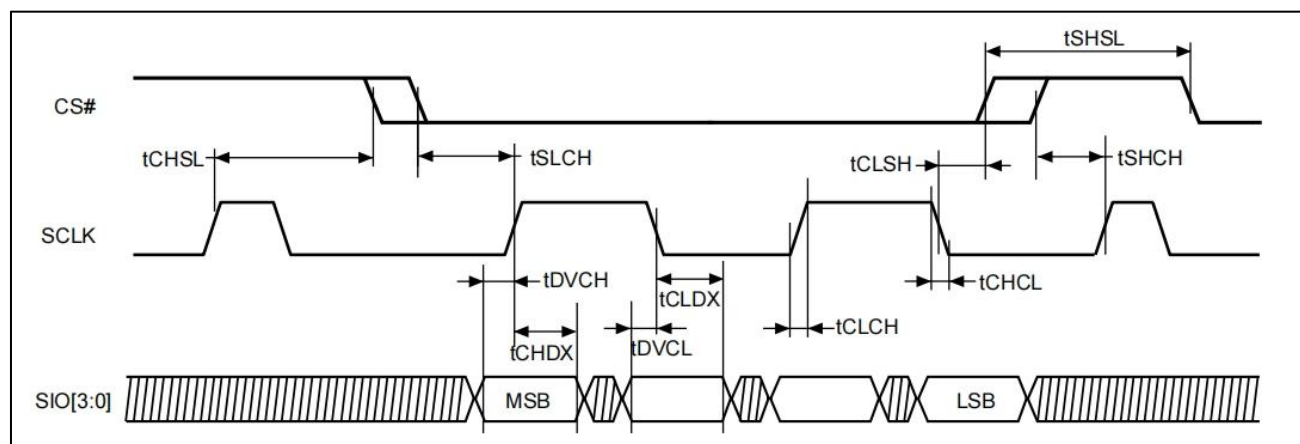 tSHSL
CS#
tCHSL
tSLCH
tCLSH
tSHCH
SCLK
tDVCH
tCLDX
tCHCL
tCLCH
tCHDX
tDVCL
SIO[3:0]
MSB
LSB